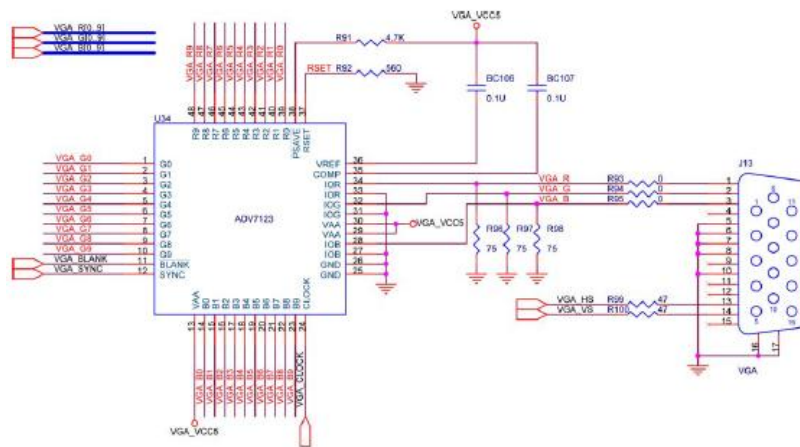 VGA_R[0..9]
VGA_G[0..9]
VGA_B[0..9]
VGA_R9
VGA_R8
VGA_R7
VGA_R6
VGA_R5
VGA_R4
VGA_R3
VGA_R2
VGA_R1
VGA_R0
48
47
46
45
44
43
42
41
40
39
38
37
R91
4.7K
RSET
R92
560
VGA_VCC5
BC106
0.1U
BC107
0.1U
U34
R9
R8
R7
R6
R5
R4
R3
R2
R1
R0
PSAVE
RSET
ADV7123
VGA_G0 1 G0
VGA_G1 2 G1
VGA_G2 3 G2
VGA_G3 4 G3
VGA_G4 5 G4
VGA_G5 6 G5
VGA_G6 7 G6
VGA_G7 8 G7
VGA_G8 9 G8
VGA_G9 10 G9
VGA_BLANK 11 BLANK
VGA_SYNC 12 SYNC
VREF 36
COMP 35
IOR 34
IOR 33
IOG 32
IOG 31
VAA 30
VAA 29
IOB 28
IOB 27
GND 26
GND 25
VGA_VCC5
VGA_R R93 0
VGA_G R94 0
VGA_B R95 0
R96
75
R97
75
R98
75
VGA_HS R99 47
VGA_VS R100 47
J13
1
2
3
4
5
6
7
8
9
10
11
12
13
14
15
6
1
11
5
10
15
16
17
VGA
VAA
B0
B1
B2
B3
B4
B5
B6
B7
B8
B9
CLOCK
13
14
15
16
17
18
19
20
21
22
23
24
VGA_B0
VGA_B1
VGA_B2
VGA_B3
VGA_B4
VGA_B5
VGA_B6
VGA_B7
VGA_B8
VGA_B9
VGA_CLOCK
VGA_VCC5